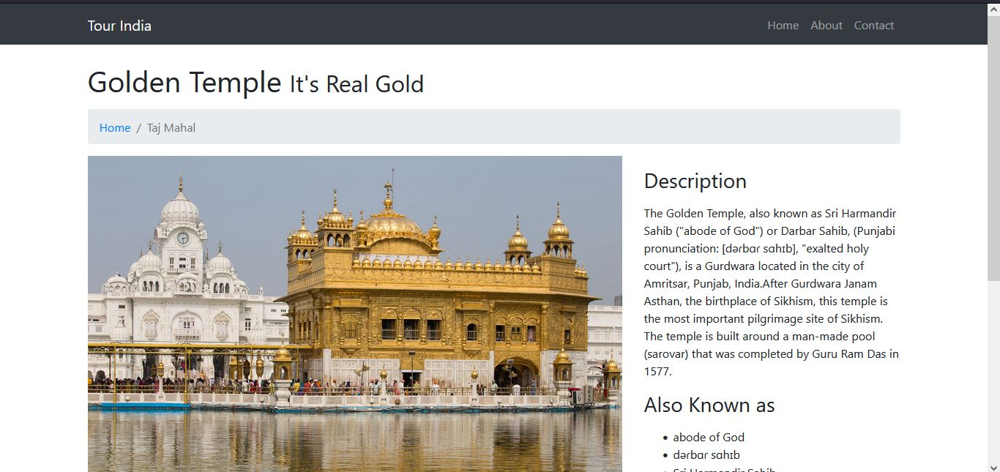 Tour India
Home About Contact
Golden Temple It's Real Gold
Home / Taj Mahal
Description
The Golden Temple, also known as Sri Harmandir
Sahib ("abode of God") or Darbar Sahib, (Punjabi
pronunciation: [dərbɑr sɑhɪb], "exalted holy
court"), is a Gurdwara located in the city of
Amritsar, Punjab, India.After Gurdwara Janam
Asthan, the birthplace of Sikhism, this temple is
the most important pilgrimage site of Sikhism.
The temple is built around a man-made pool
(sarovar) that was completed by Guru Ram Das in
1577.
Also Known as
• abode of God
• dərbɑr sɑhɪb
• Sri Harmandir Sahib